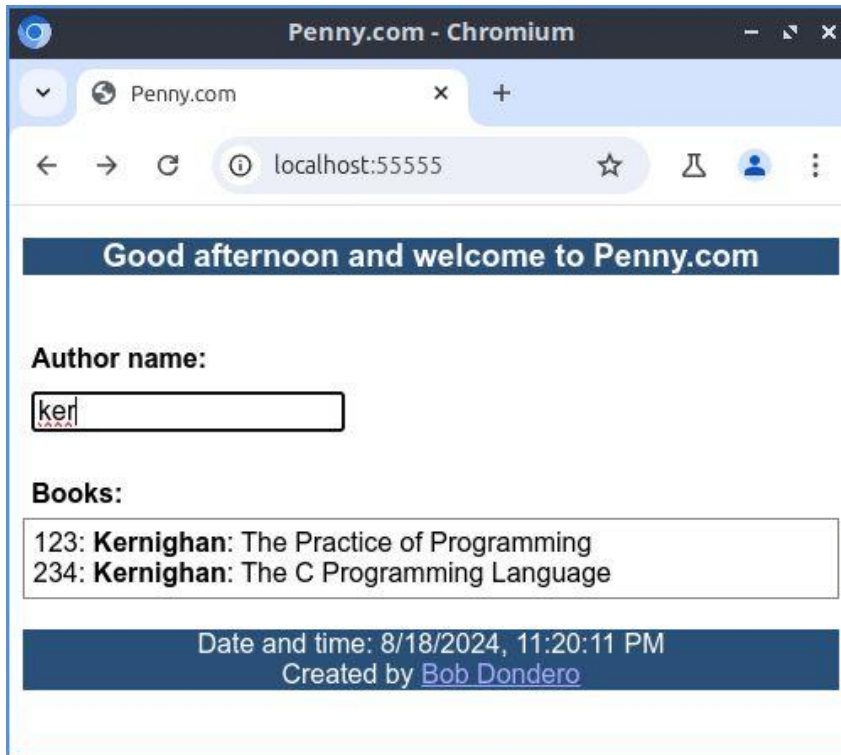 Penny.com - Chromium
Penny.com
localhost:55555
Good afternoon and welcome to Penny.com
Author name:
ker
Books:
123: Kernighan: The Practice of Programming
234: Kernighan: The C Programming Language
Date and time: 8/18/2024, 11:20:11 PM
Created by Bob Dondero